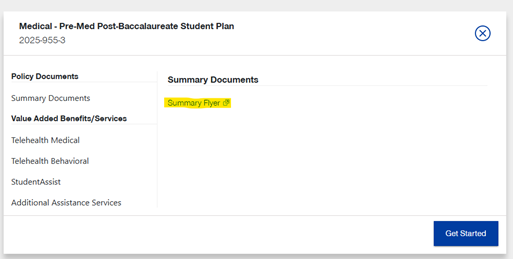 Medical - Pre-Med Post-Baccalaureate Student Plan
2025-955-3
Policy Documents
Summary Documents
Value Added Benefits/Services
Telehealth Medical
Telehealth Behavioral
StudentAssist
Additional Assistance Services
Summary Documents
Summary Flyer
Get Started